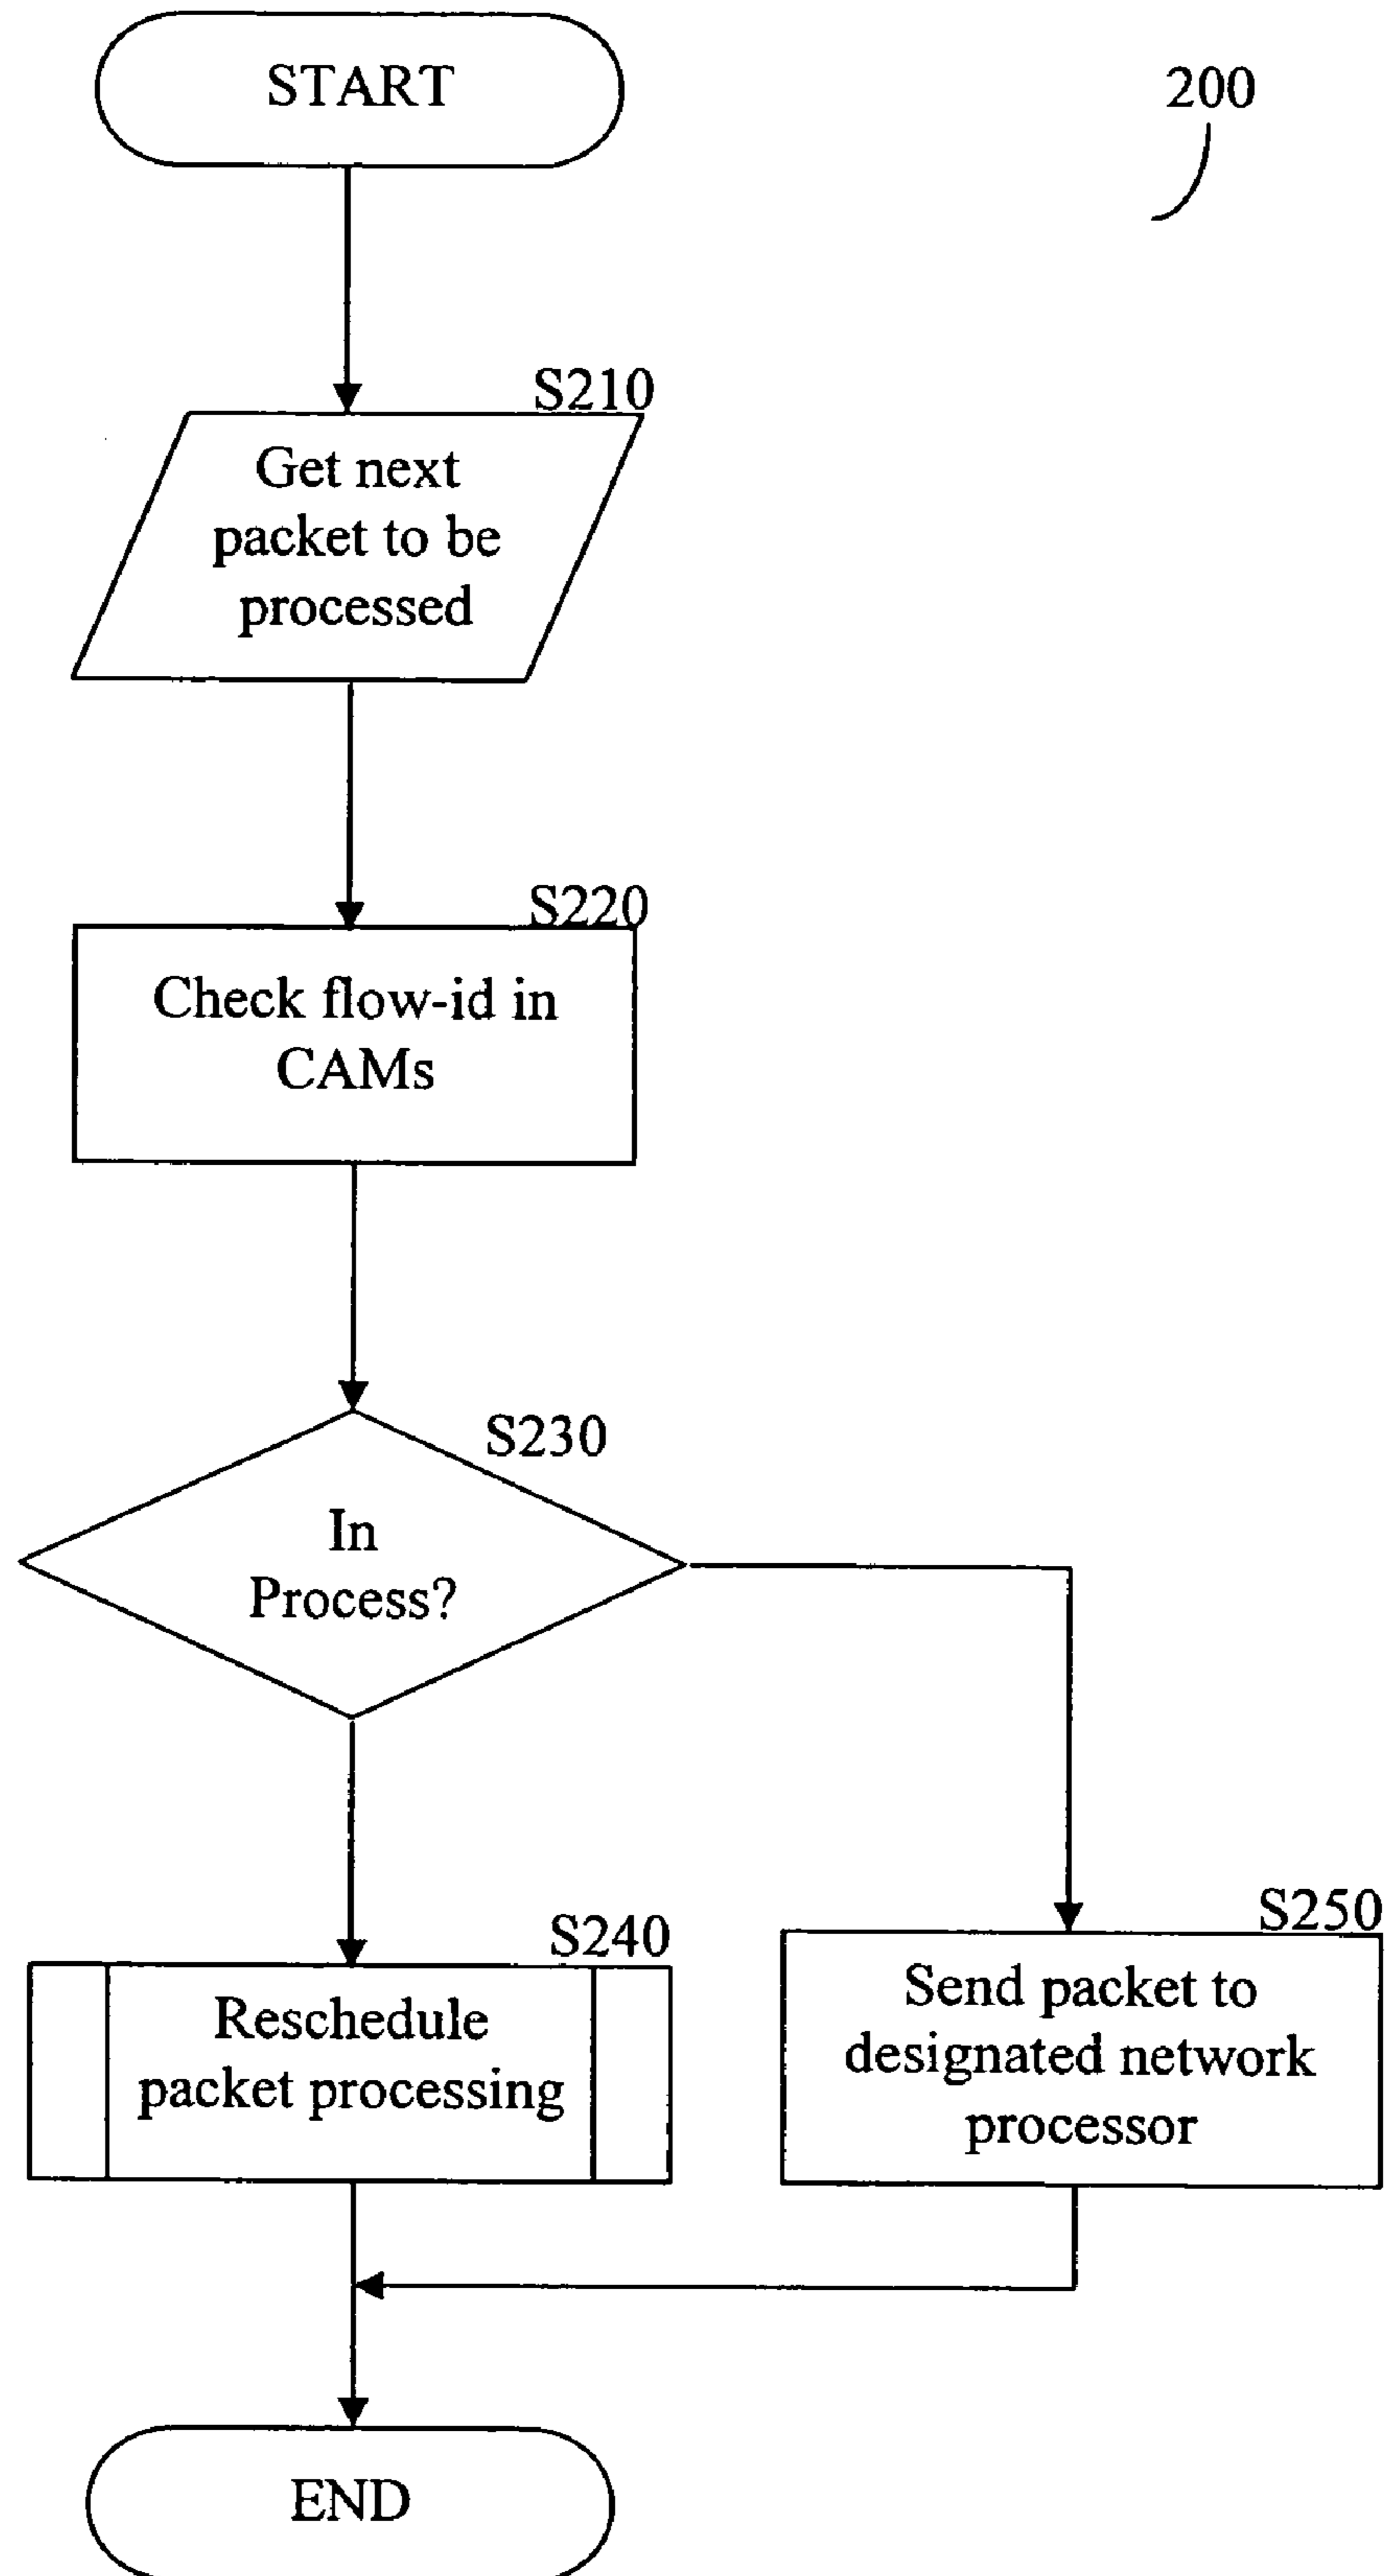 START
200
S210
Get next
packet to be
processed
S220
Check flow-id in
CAMs
S230
In
Process?
S240
Reschedule
packet processing
S250
Send packet to
designated network
processor
END